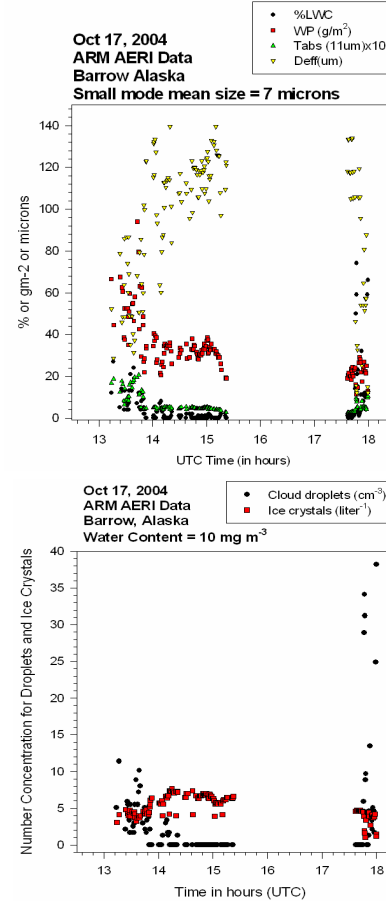 %LWC
WP (g/m²)
Tabs (11um)x10
Deff(um)
Oct 17, 2004
ARM AERI Data
Barrow Alaska
Small mode mean size = 7 microns
% or gm-2 or microns
140
120
100
80
60
40
20
0
13 14 15 16 17 18
UTC Time (in hours)
Oct 17, 2004
ARM AERI Data
Barrow, Alaska
Water Content = 10 mg m⁻³
Cloud droplets (cm⁻³)
Ice crystals (liter⁻¹)
Number Concentration for Droplets and Ice Crystals
40
35
30
25
20
15
10
5
0
13 14 15 16 17 18
Time in hours (UTC)